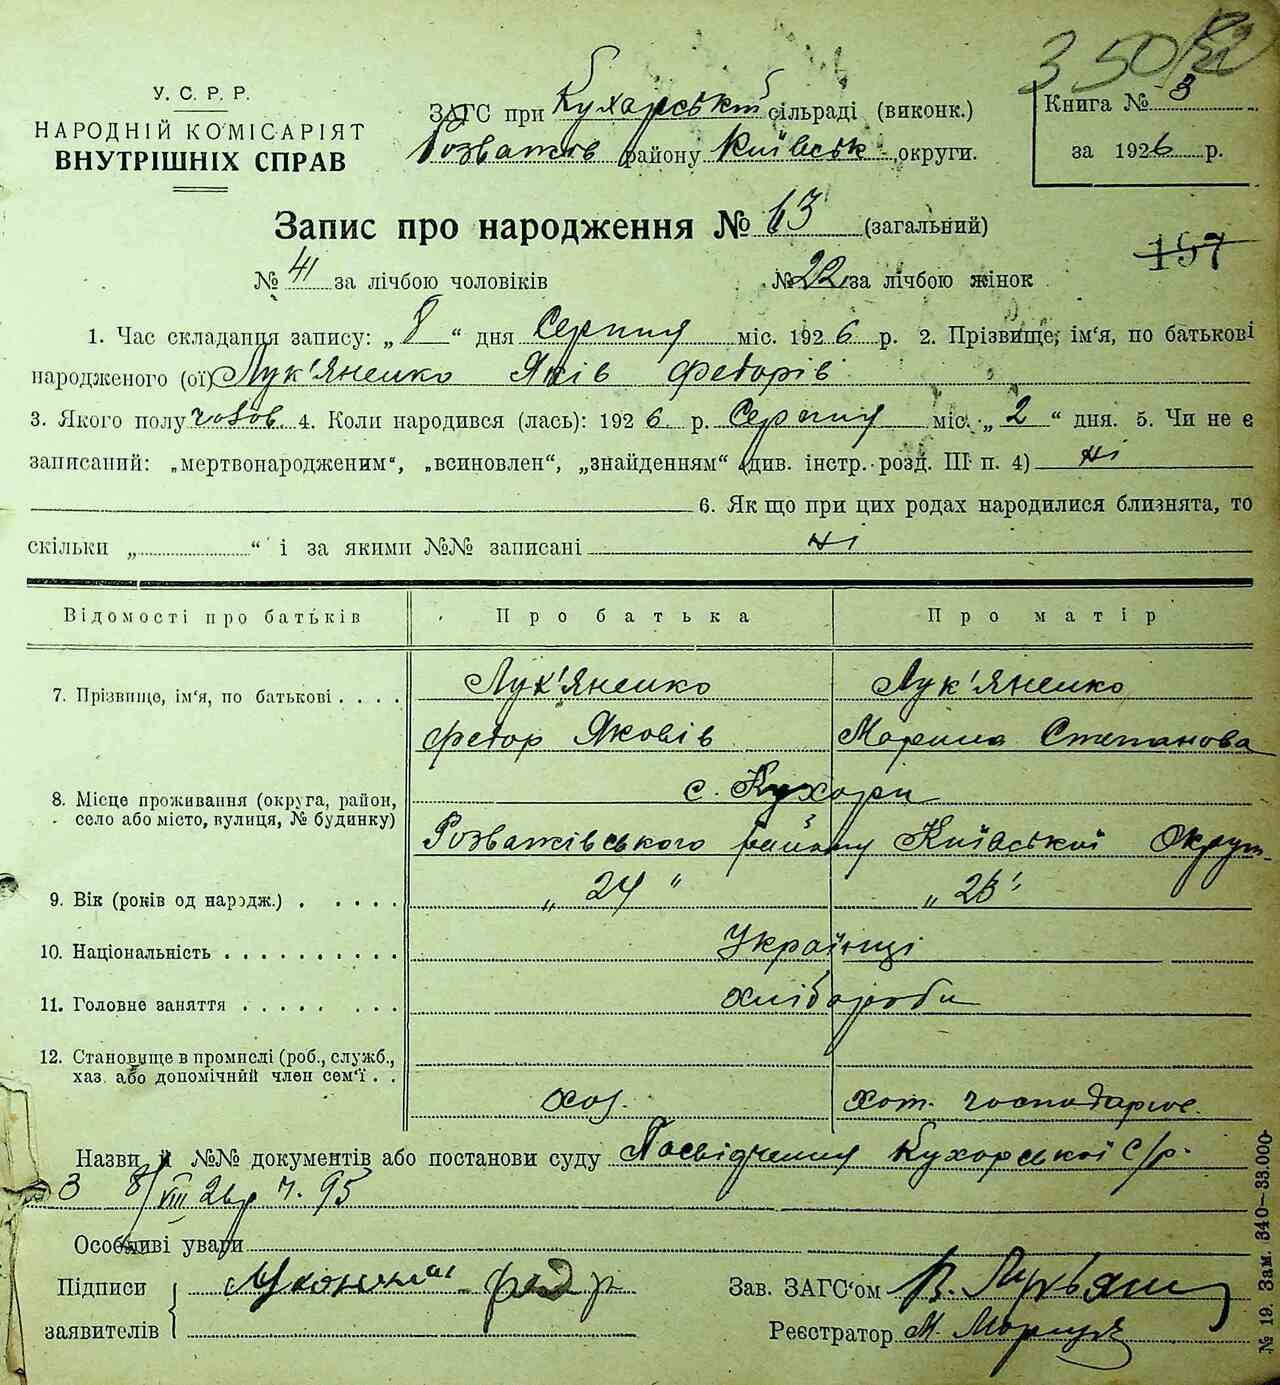 350/82
У. С. Р. Р.
НАРОДНІЙ КОМІСАРІЯТ
ВНУТРІШНІХ СПРАВ
ЗАГС при Кухарській сільраді (виконк.)
Розважів району Київськ округи.
Книга № 3
за 1926 р.
Запис про народження № 63 (загальний)
157
№ 41 за лічбою чоловіків № 22 за лічбою жінок
1. Час складання запису: „ 8 “ дня Серпня міс. 1926 р. 2. Прізвище, ім‘я, по батькові
народженого (ої) Лук'яненко Яків Федорів
3. Якого полу чолов. 4. Коли народився (лась): 1926 р. Серпня міс. „ 2 “ дня. 5. Чи не є
записаний: „мертвонародженим“, „всиновлен“, „знайденням“ (див. інстр. розд. III п. 4) ні
6. Як що при цих родах народилися близнята, то
скільки „ “ і за якими №№ записані ні
Відомості про батьків Про батька Про матір
7. Прізвище, ім‘я, по батькові . . . . Лук'яненко Лук'яненко
Федор Яковів Марина Степанова
8. Місце проживання (округа, район, село або місто, вулиця, № будинку) с. Кухари
Розважівського району Київської Округи
9. Вік (років од народж.) . . . . . „ 24 “ „ 23 “
10. Національність . . . . . . . . . . Українці
11. Головне заняття . . . . . . . . хлібороби
12. Становище в промислі (роб., служб.,
хаз. або допомічний член сем‘ї . . хоз. хат. господарює
Назви й №№ документів або постанови суду Посвідчення Кухарської с/р.
з 8/VIII 26 р ч. 95
Особливі уваги
Підписи
заявителів
Зав. ЗАГС‘ом В. Лук'ян
Реєстратор М.
№ 19. Зам. 340—33.000